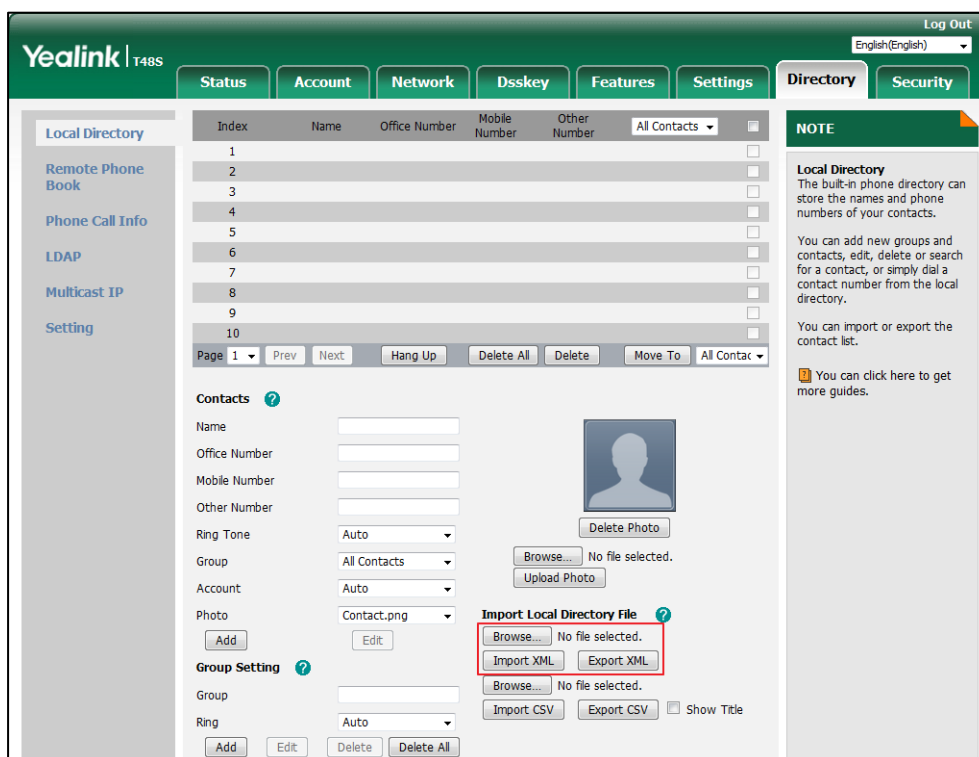 Log Out
Yealink | T48S
English(English)
Status Account Network Dsskey Features Settings Directory Security
Local Directory
Remote Phone
Book
Phone Call Info
LDAP
Multicast IP
Setting
Index Name Office Number Mobile Number Other Number All Contacts
1
2
3
4
5
6
7
8
9
10
Page 1 Prev Next Hang Up Delete All Delete Move To All Contac
Contacts ?
Name
Office Number
Mobile Number
Other Number
Ring Tone Auto
Group All Contacts
Account Auto
Photo Contact.png
Add Edit
Delete Photo
Browse... No file selected.
Upload Photo
Import Local Directory File ?
Browse... No file selected.
Import XML Export XML
Browse... No file selected.
Import CSV Export CSV Show Title
Group Setting ?
Group
Ring Auto
Add Edit Delete Delete All
NOTE
Local Directory
The built-in phone directory can
store the names and phone
numbers of your contacts.
You can add new groups and
contacts, edit, delete or search
for a contact, or simply dial a
contact number from the local
directory.
You can import or export the
contact list.
? You can click here to get
more guides.